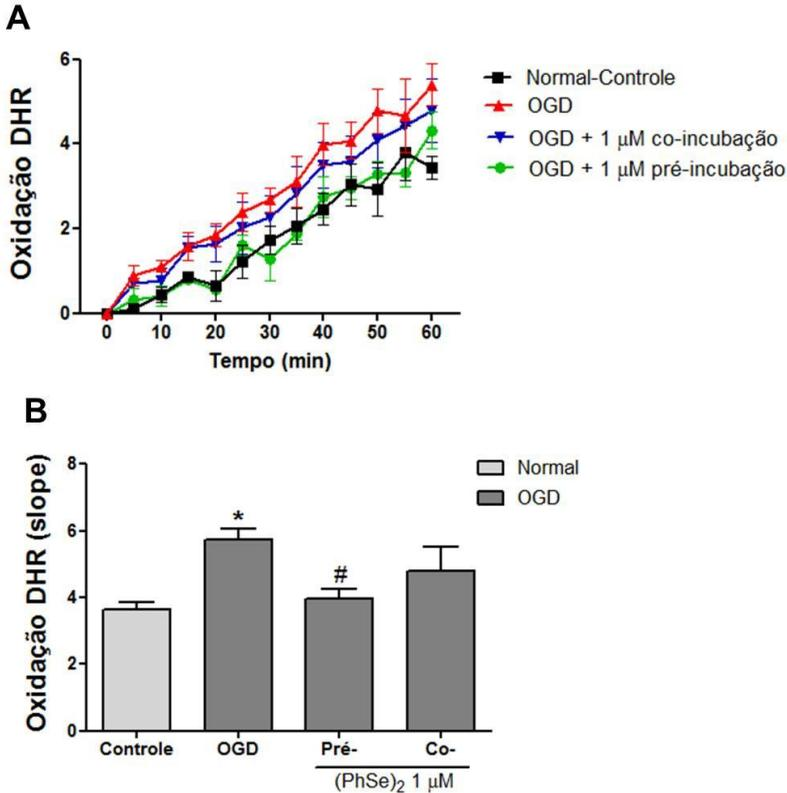 A
Oxidação DHR
6
4
2
0
0 10 20 30 40 50 60
Tempo (min)
Normal-Controle
OGD
OGD + 1 μM co-incubação
OGD + 1 μM pré-incubação
B
Oxidação DHR (slope)
8
6
4
2
0
*
#
Controle OGD Pré- Co-
(PhSe)₂ 1 μM
Normal
OGD